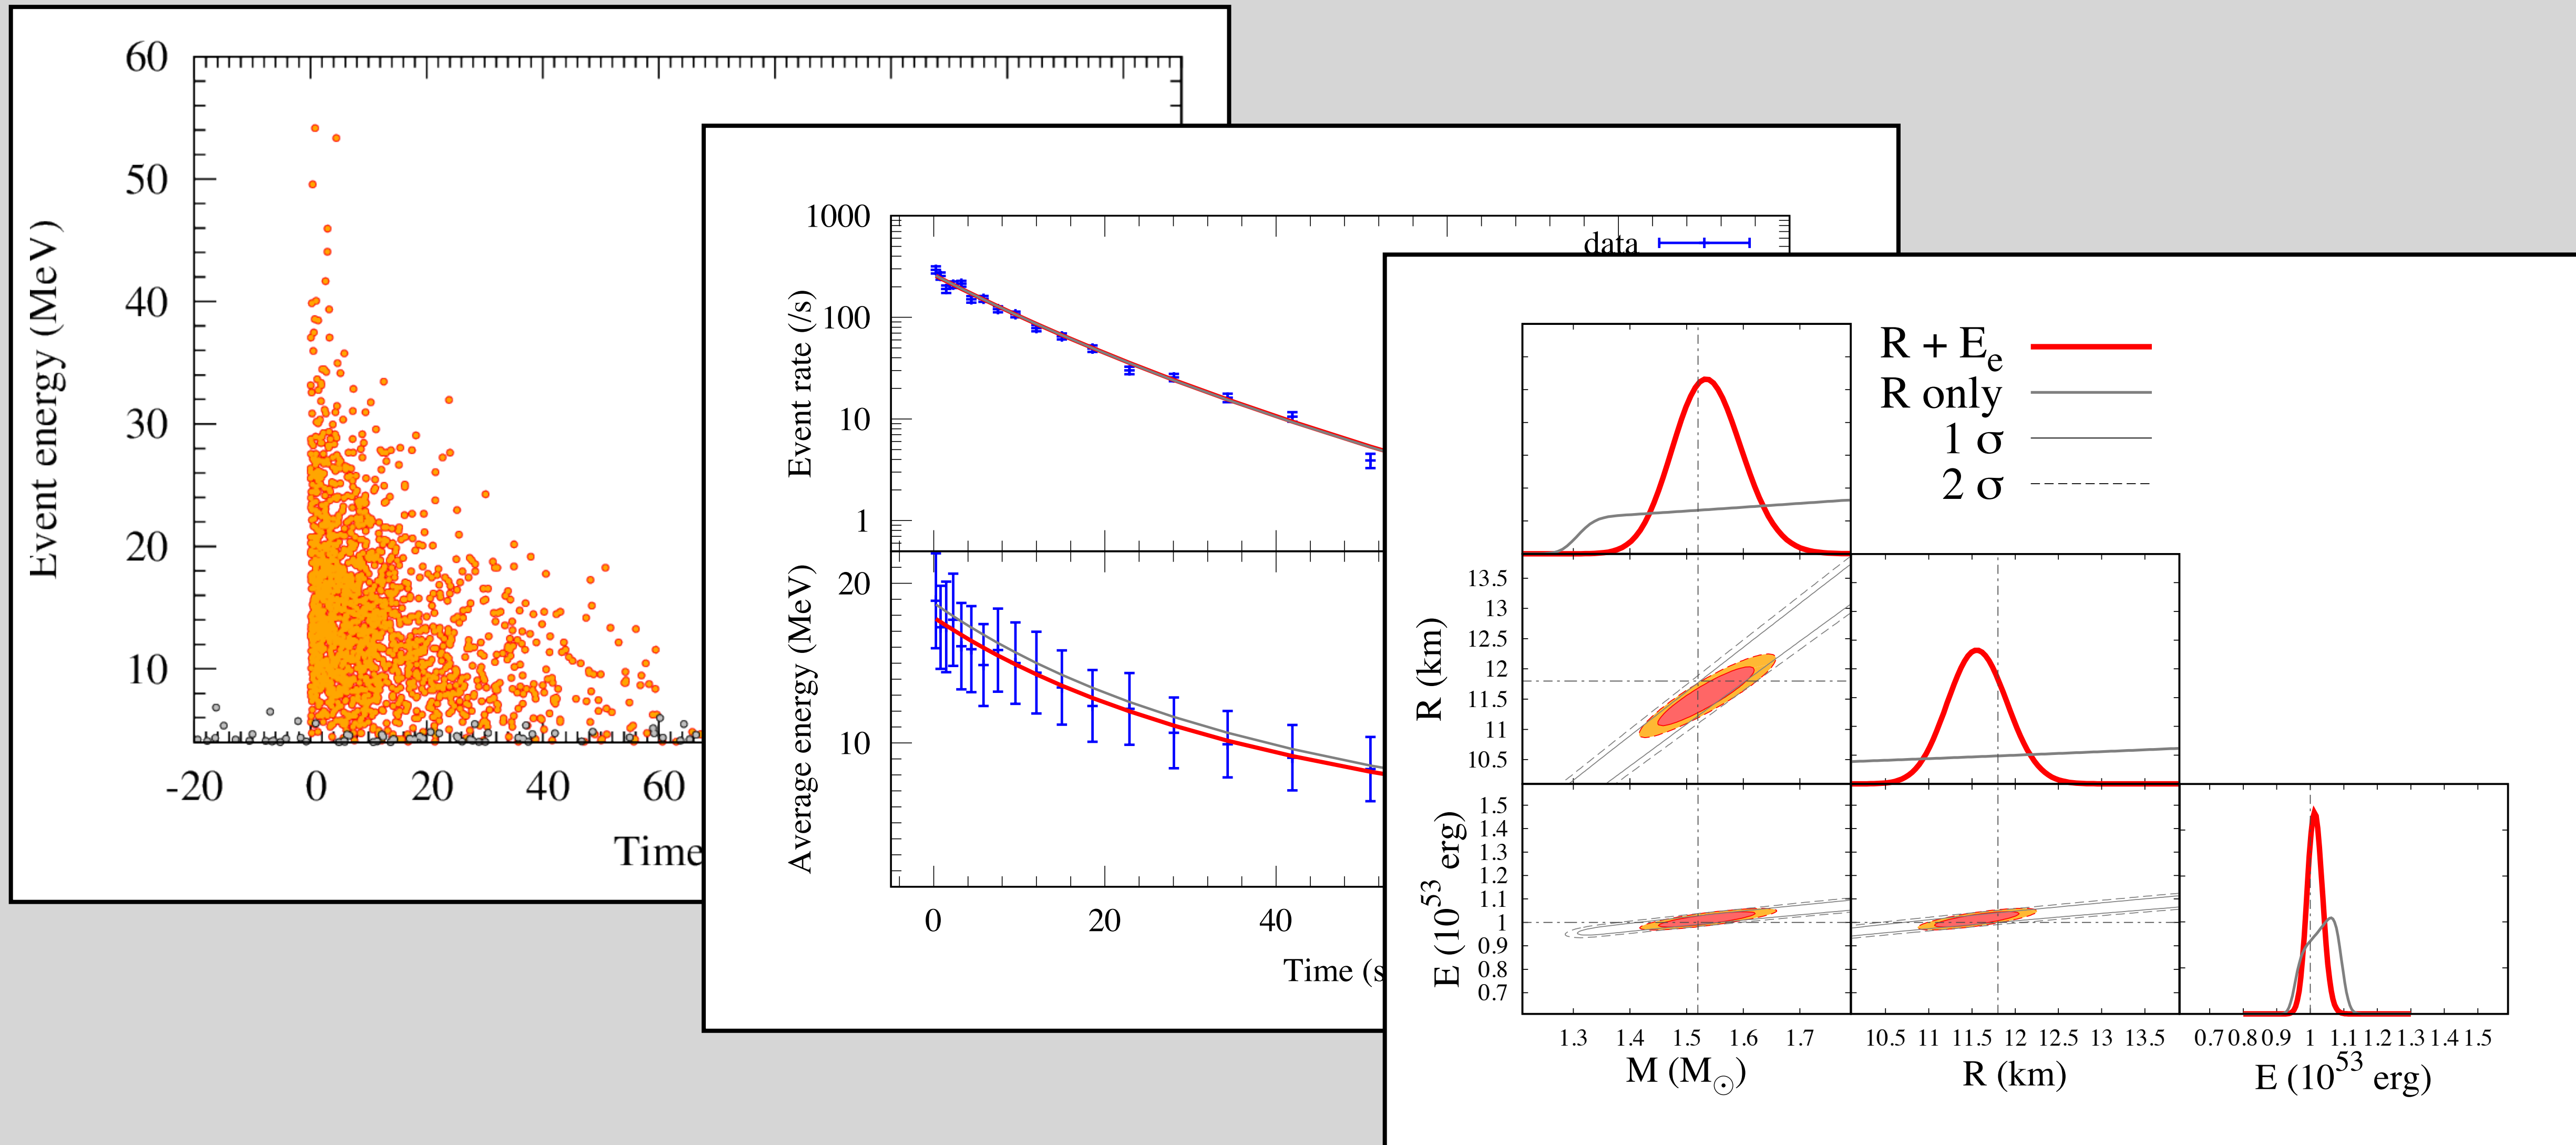 60
50
40
30
20
10
Event energy (MeV)
-20 0 20 40 60
Time
1000
100
10
1
Event rate (/s)
data
20
10
Average energy (MeV)
0 20 40
Time (s
R + Ee
R only
1 σ
2 σ
13.5
13
12.5
12
11.5
11
10.5
R (km)
1.5
1.4
1.3
1.2
1.1
1
0.9
0.8
0.7
E (10^53 erg)
1.3 1.4 1.5 1.6 1.7
M (M☉)
10.5 11 11.5 12 12.5 13 13.5
R (km)
0.7 0.8 0.9 1 1.1 1.2 1.3 1.4 1.5
E (10^53 erg)